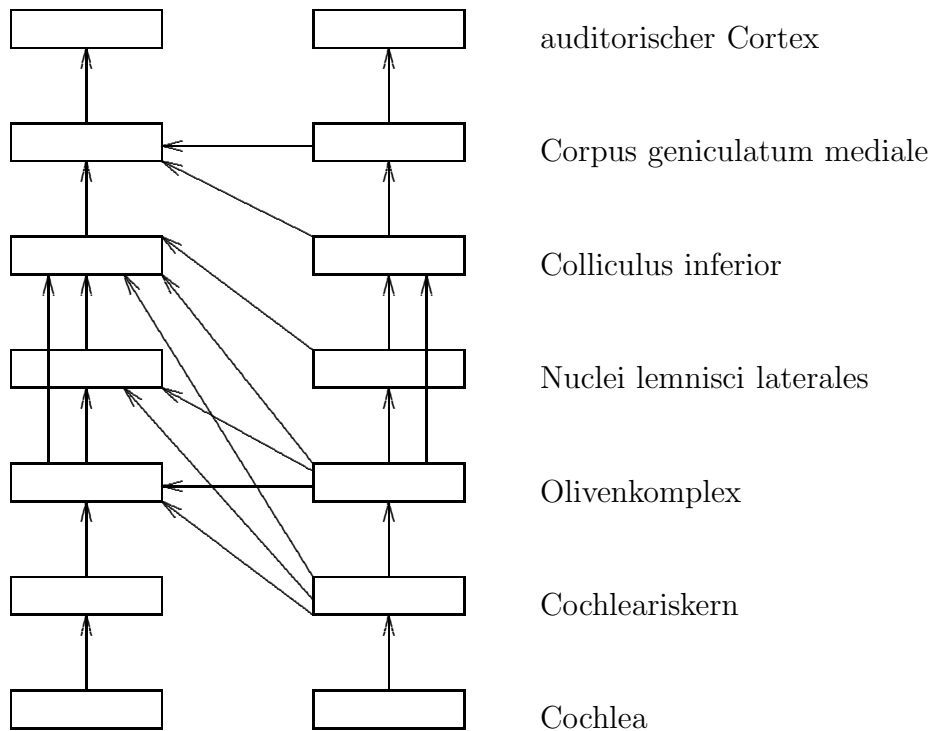 auditorischer Cortex
Corpus geniculatum mediale
Colliculus inferior
Nuclei lemnisci laterales
Olivenkomplex
Cochleariskern
Cochlea